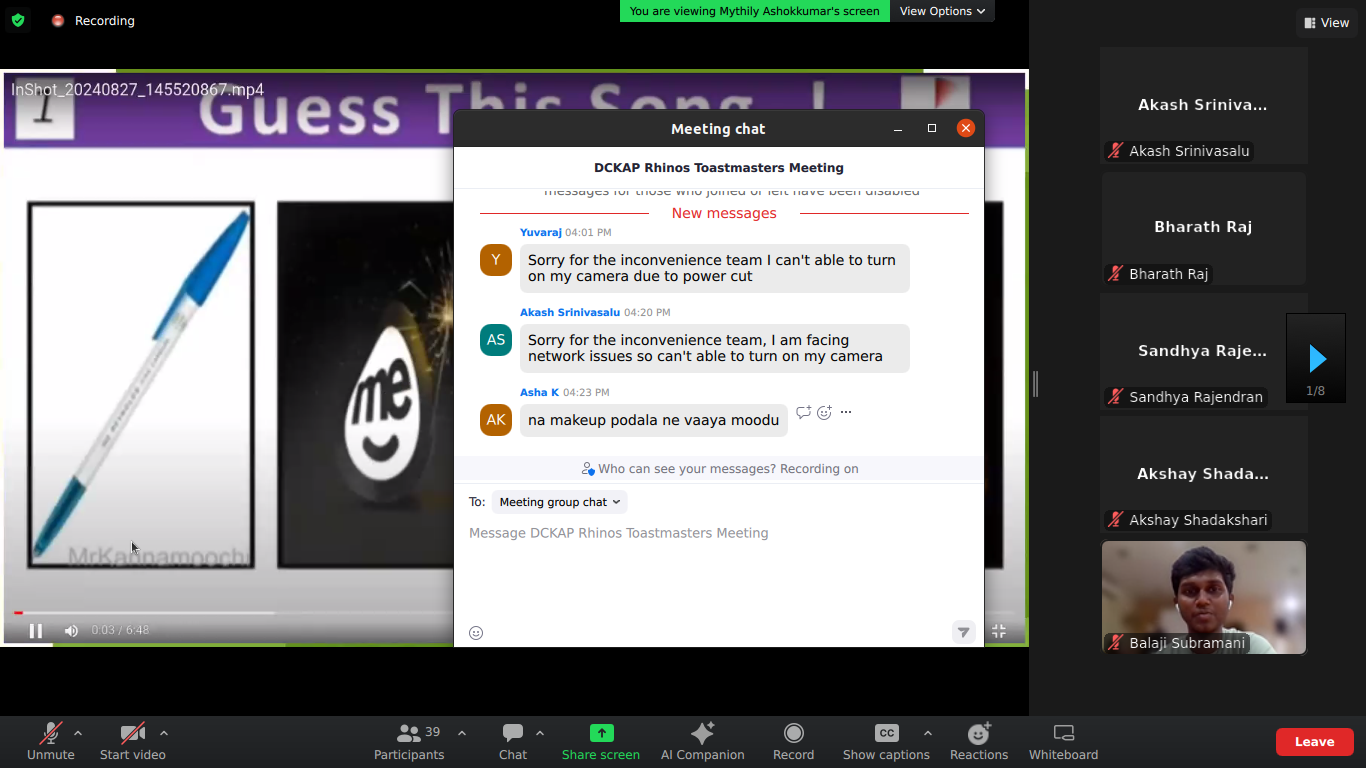 Recording
You are viewing Mythily Ashokkumar's screen
View Options
View
InShot_20240827_145520867.mp4
1
Guess This Song
me
MrKannamoochi
0:03 / 6:48
Meeting chat
DCKAP Rhinos Toastmasters Meeting
messages for those who joined or left have been disabled
New messages
Yuvaraj 04:01 PM
Y
Sorry for the inconvenience team I can't able to turn
on my camera due to power cut
Akash Srinivasalu 04:20 PM
AS
Sorry for the inconvenience team, I am facing
network issues so can't able to turn on my camera
Asha K 04:23 PM
AK
na makeup podala ne vaaya moodu
Who can see your messages? Recording on
To: Meeting group chat
Message DCKAP Rhinos Toastmasters Meeting
Akash Sriniva...
Akash Srinivasalu
Bharath Raj
Bharath Raj
Sandhya Raje...
Sandhya Rajendran
1/8
Akshay Shada...
Akshay Shadakshari
Balaji Subramani
Unmute
Start video
39
Participants
Chat
Share screen
AI Companion
Record
CC
Show captions
Reactions
Whiteboard
Leave